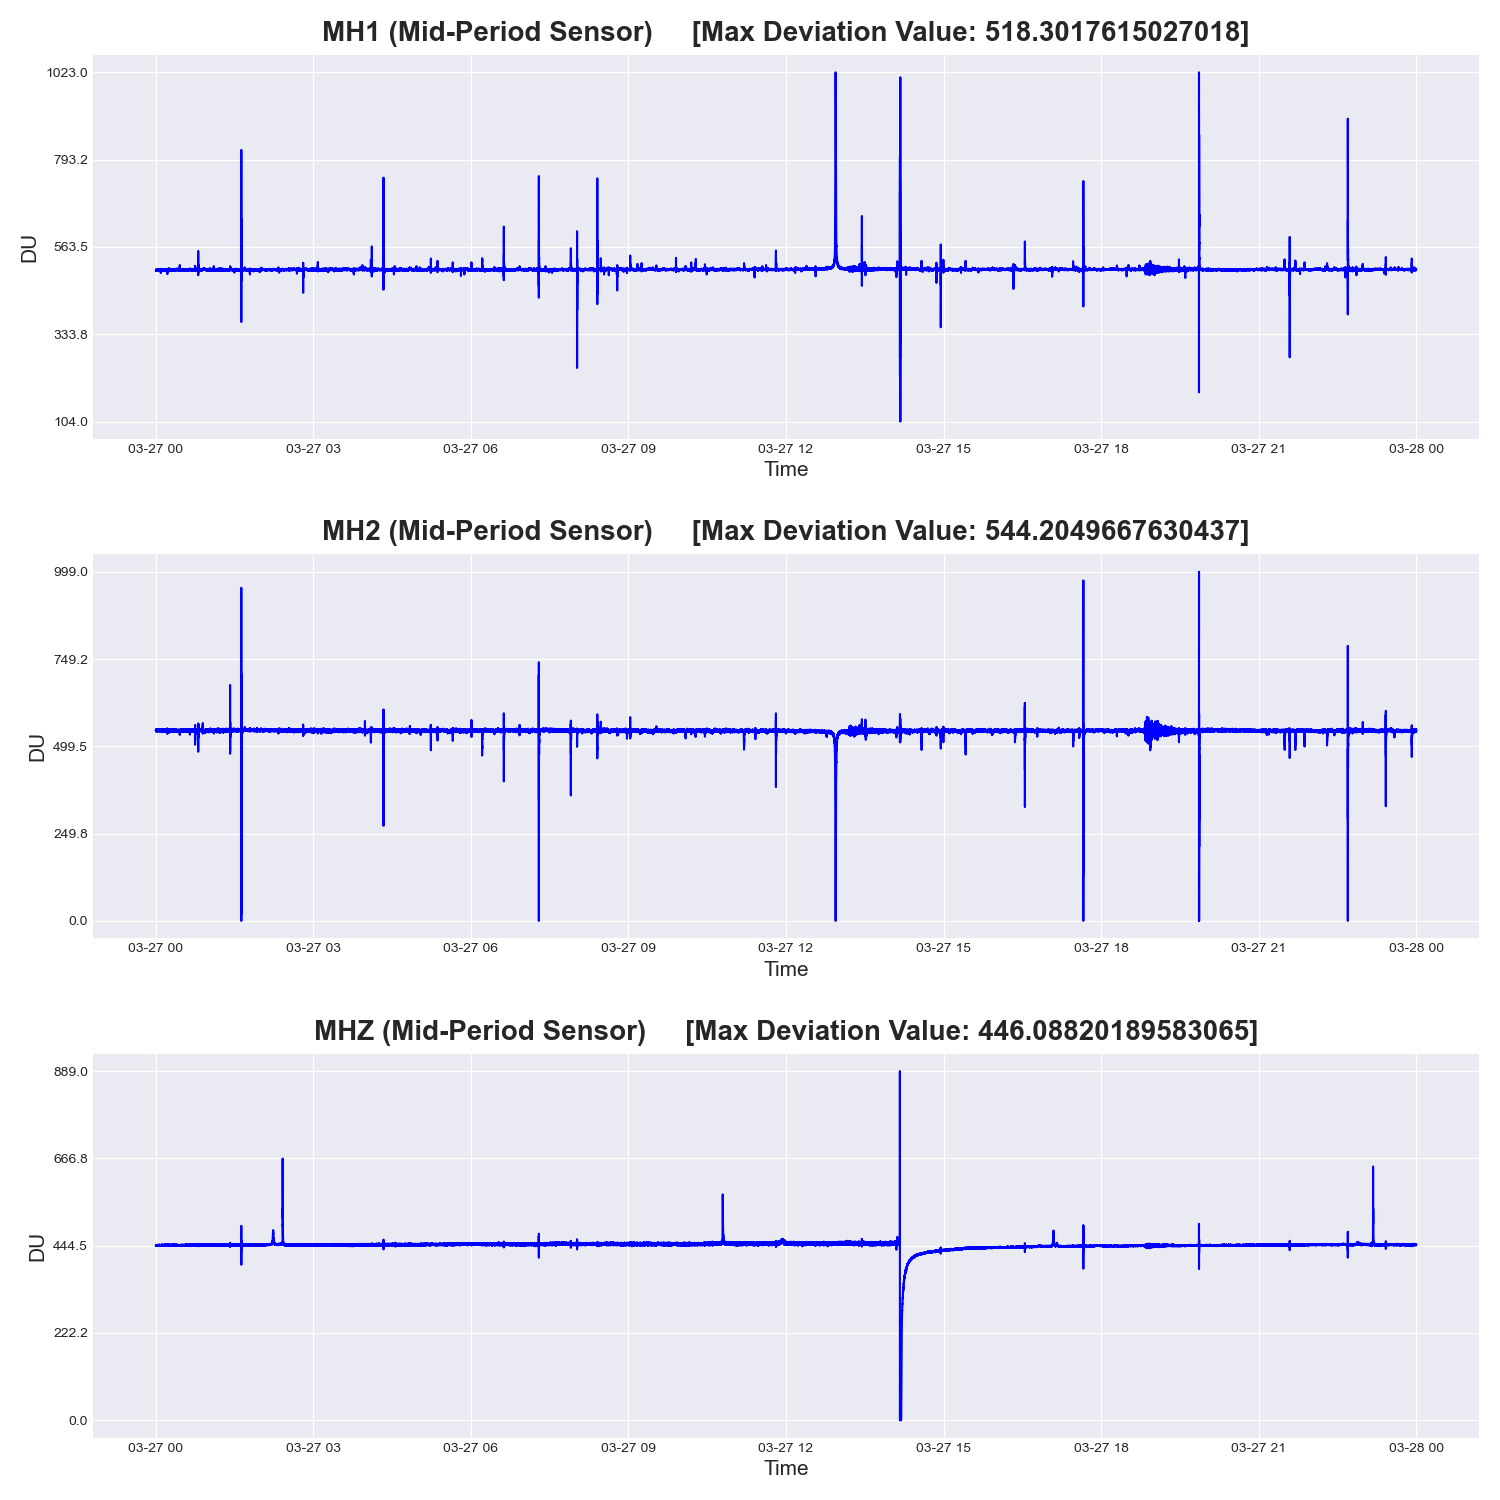 MH1 (Mid-Period Sensor) [Max Deviation Value: 518.3017615027018]
1023.0
793.2
563.5
333.8
104.0
DU
03-27 00 03-27 03 03-27 06 03-27 09 03-27 12 03-27 15 03-27 18 03-27 21 03-28 00
Time
MH2 (Mid-Period Sensor) [Max Deviation Value: 544.2049667630437]
999.0
749.2
499.5
249.8
0.0
DU
03-27 00 03-27 03 03-27 06 03-27 09 03-27 12 03-27 15 03-27 18 03-27 21 03-28 00
Time
MHZ (Mid-Period Sensor) [Max Deviation Value: 446.08820189583065]
889.0
666.8
444.5
222.2
0.0
DU
03-27 00 03-27 03 03-27 06 03-27 09 03-27 12 03-27 15 03-27 18 03-27 21 03-28 00
Time